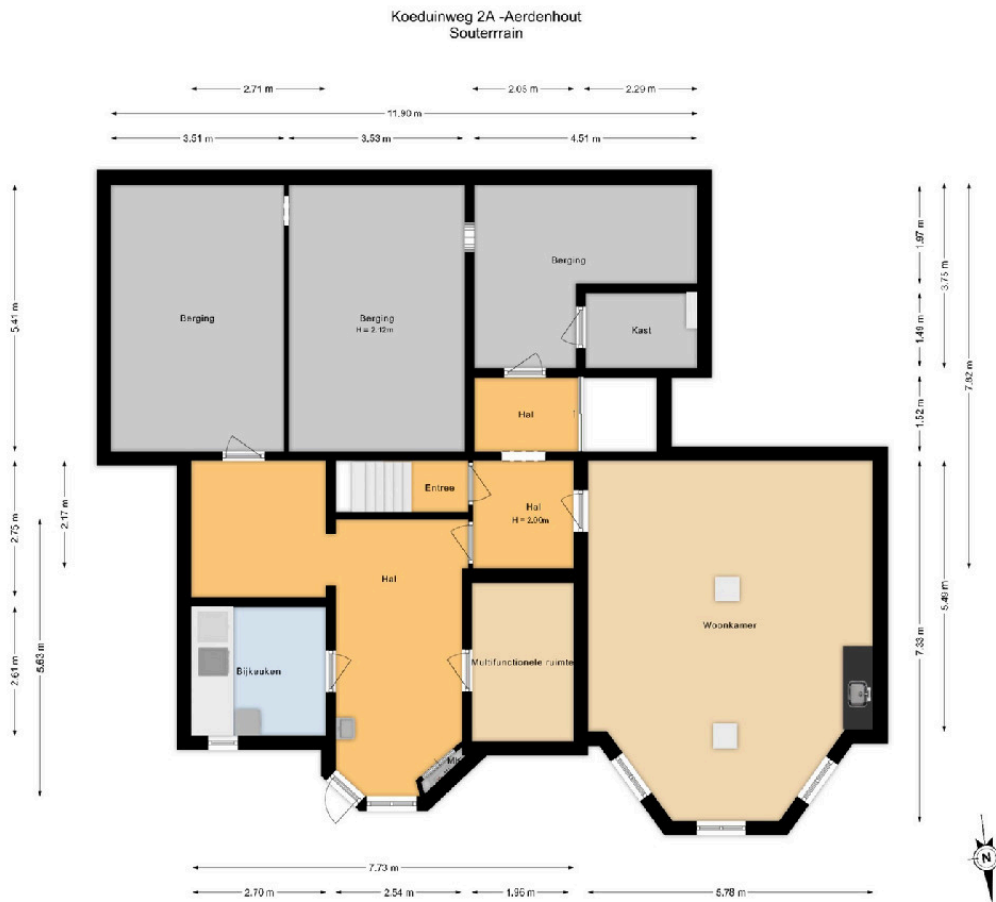 Koeduinweg 2A -Aerdenhout
Souterrrain
2.71 m
2.05 m
2.29 m
11.90 m
3.51 m
3.53 m
4.51 m
5.41 m
2.75 m
2.17 m
2.61 m
5.63 m
1.97 m
3.75 m
1.49 m
7.82 m
1.52 m
5.49 m
7.33 m
Berging
Berging
H = 2.12m
Berging
Kast
Hal
Entree
Hal
H = 2.00m
Hal
Woonkamer
Bijkeuken
Multifunctionele ruimte
MK
N
7.73 m
2.70 m
2.54 m
1.96 m
5.78 m